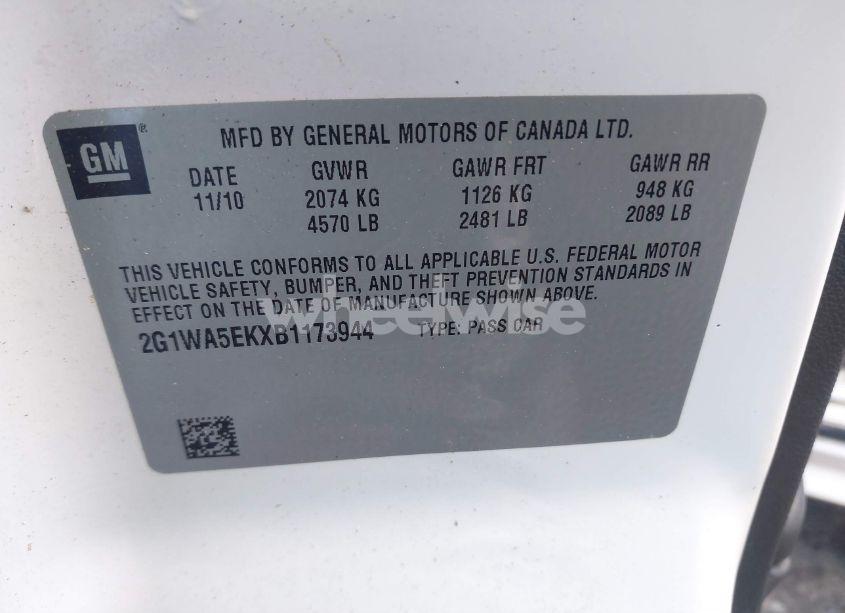 GM®
MFD BY GENERAL MOTORS OF CANADA LTD.
DATE GVWR GAWR FRT GAWR RR
11/10 2074 KG 1126 KG 948 KG
4570 LB 2481 LB 2089 LB
THIS VEHICLE CONFORMS TO ALL APPLICABLE U.S. FEDERAL MOTOR
VEHICLE SAFETY, BUMPER, AND THEFT PREVENTION STANDARDS IN
EFFECT ON THE DATE OF MANUFACTURE SHOWN ABOVE.
wheelwise
2G1WA5EKXB1173944 TYPE: PASS CAR